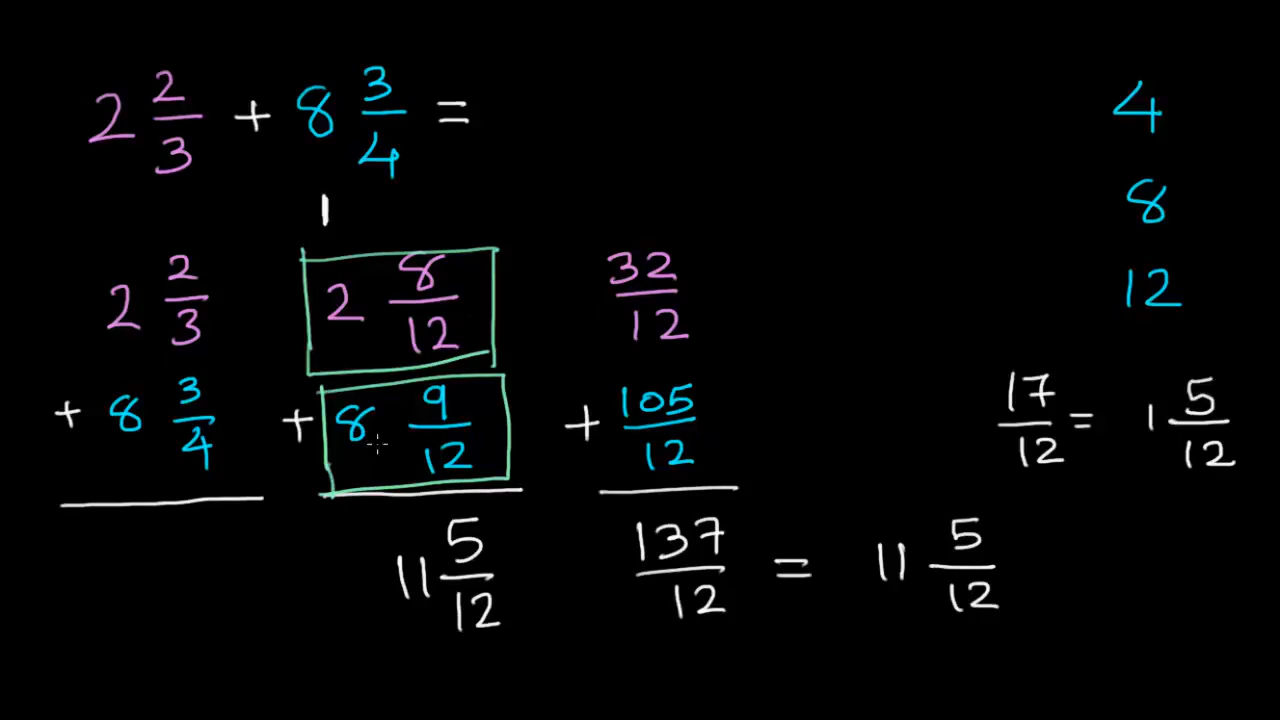 2 2/3 + 8 3/4 =
4
8
12
1
2 2/3
+ 8 3/4
2 8/12
+ 8 9/12
11 5/12
32/12
+ 105/12
137/12 = 11 5/12
17/12 = 1 5/12